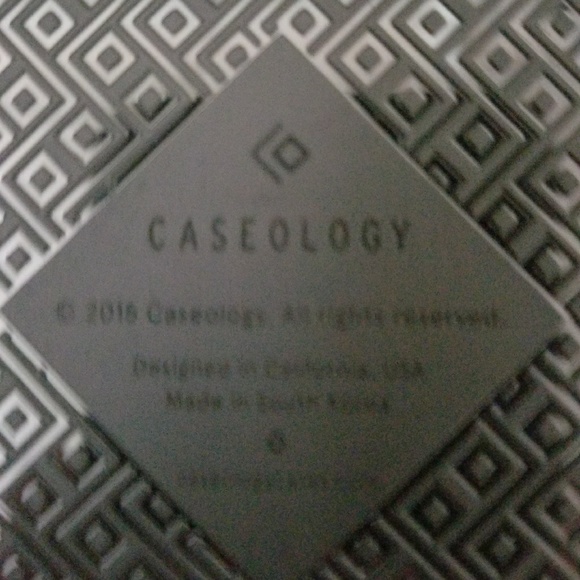 CASEOLOGY
© 2016 Caseology. All rights reserved.
Designed in California, USA
Made in South Korea